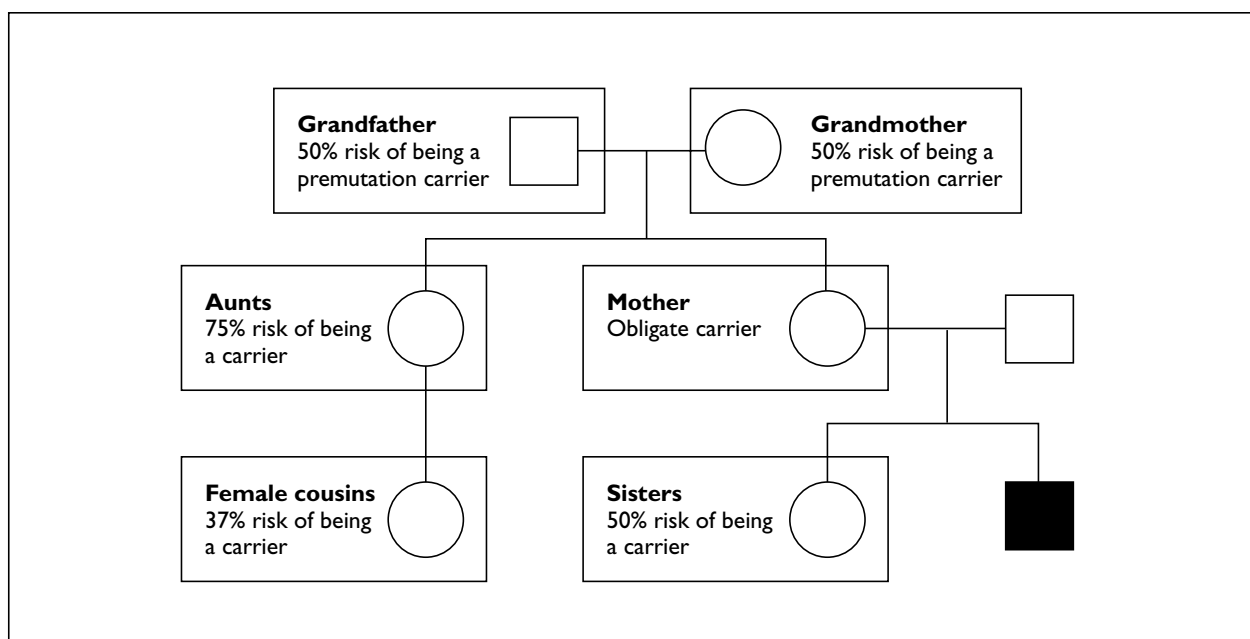 Grandfather
50% risk of being a
premutation carrier
Grandmother
50% risk of being a
premutation carrier
Aunts
75% risk of being
a carrier
Mother
Obligate carrier
Female cousins
37% risk of being
a carrier
Sisters
50% risk of being
a carrier